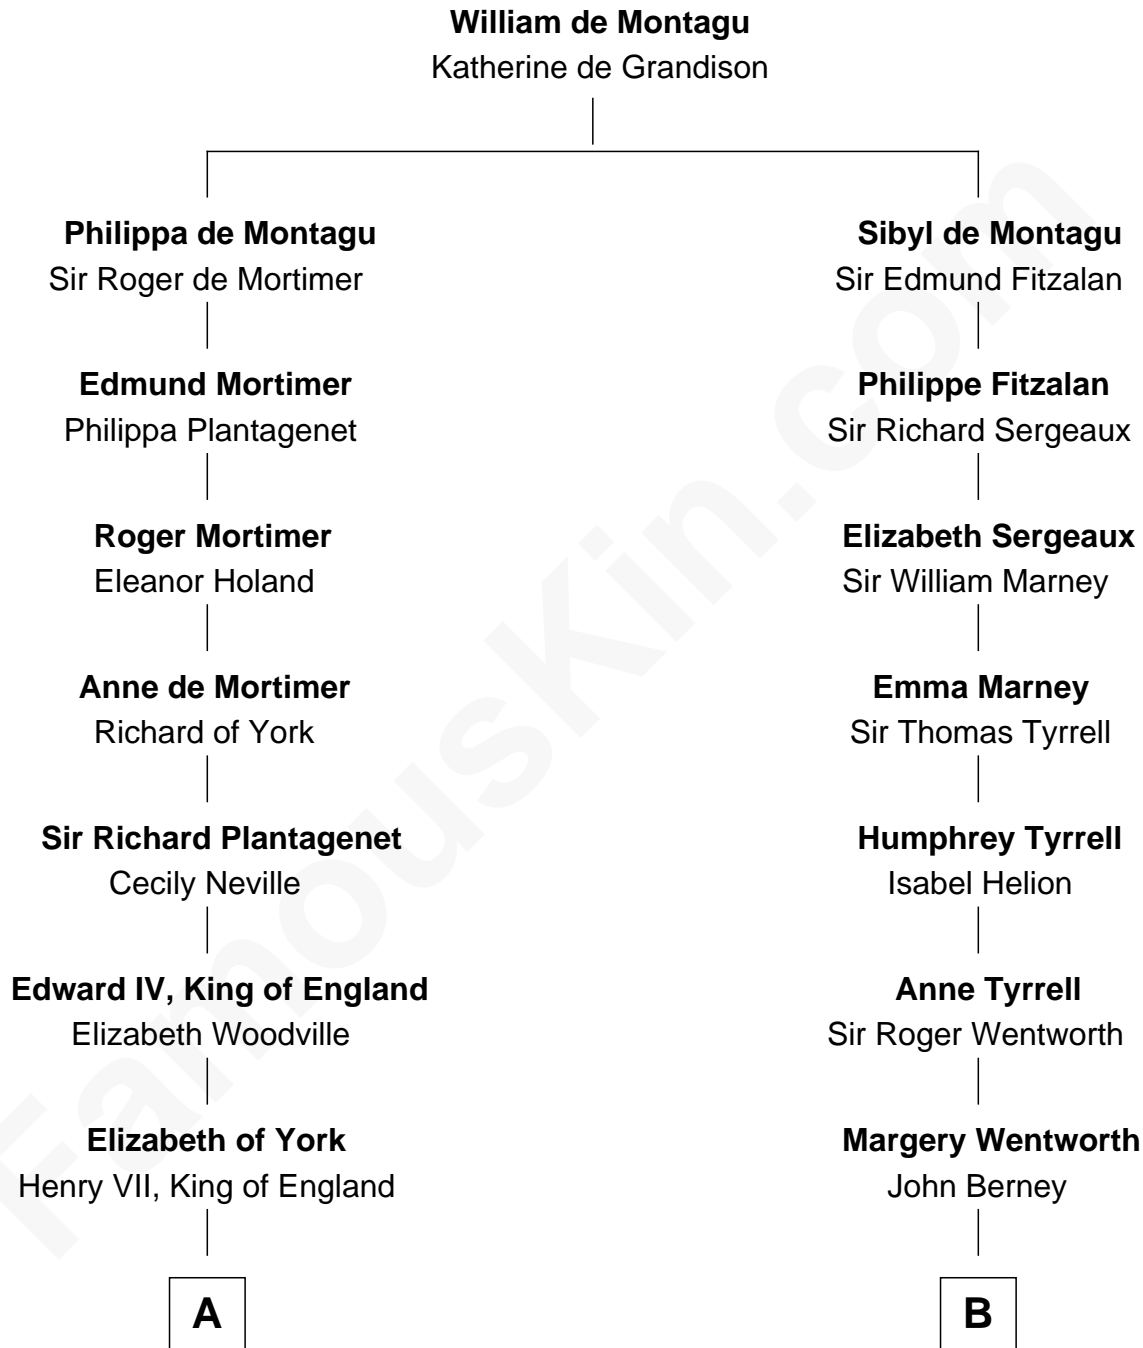 William de Montagu
Katherine de Grandison
Philippa de Montagu
Sir Roger de Mortimer
Sibyl de Montagu
Sir Edmund Fitzalan
Edmund Mortimer
Philippa Plantagenet
Philippe Fitzalan
Sir Richard Sergeaux
Roger Mortimer
Eleanor Holand
Elizabeth Sergeaux
Sir William Marney
Anne de Mortimer
Richard of York
Emma Marney
Sir Thomas Tyrrell
Sir Richard Plantagenet
Cecily Neville
Humphrey Tyrrell
Isabel Helion
Edward IV, King of England
Elizabeth Woodville
Anne Tyrrell
Sir Roger Wentworth
Elizabeth of York
Henry VII, King of England
Margery Wentworth
John Berney
A
B
FamousKin.com